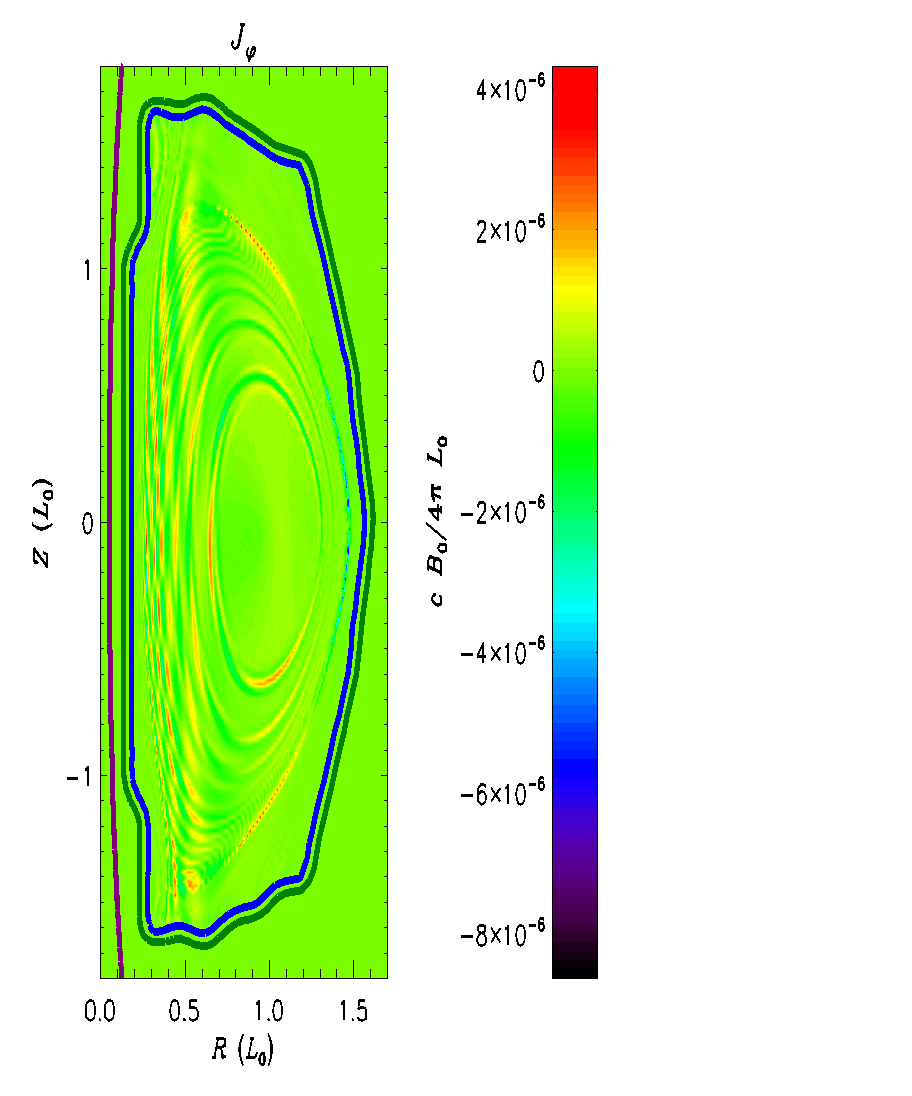 J_φ
4×10⁻⁶
2×10⁻⁶
0
−2×10⁻⁶
−4×10⁻⁶
−6×10⁻⁶
−8×10⁻⁶
c B₀/4π L₀
Z (L₀)
1
0
−1
0.0 0.5 1.0 1.5
R (L₀)